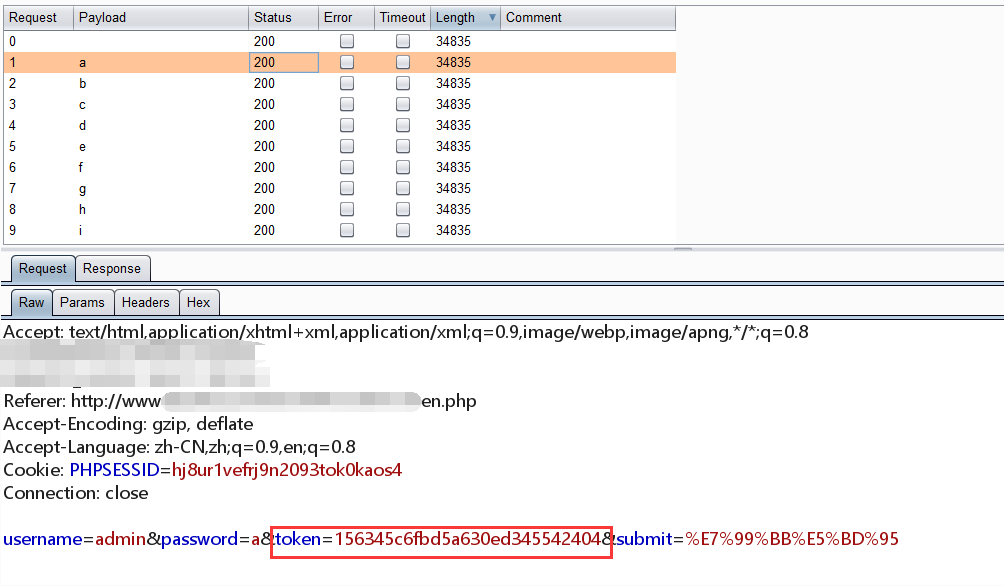 Request Payload Status Error Timeout Length Comment
0 200 34835
1 a 200 34835
2 b 200 34835
3 c 200 34835
4 d 200 34835
5 e 200 34835
6 f 200 34835
7 g 200 34835
8 h 200 34835
9 i 200 34835
Request Response
Raw Params Headers Hex
Accept: text/html,application/xhtml+xml,application/xml;q=0.9,image/webp,image/apng,*/*;q=0.8
Referer: http://www en.php
Accept-Encoding: gzip, deflate
Accept-Language: zh-CN,zh;q=0.9,en;q=0.8
Cookie: PHPSESSID=hj8ur1vefrj9n2093tok0kaos4
Connection: close
username=admin&password=a&token=156345c6fbd5a630ed345542404&submit=%E7%99%BB%E5%BD%95